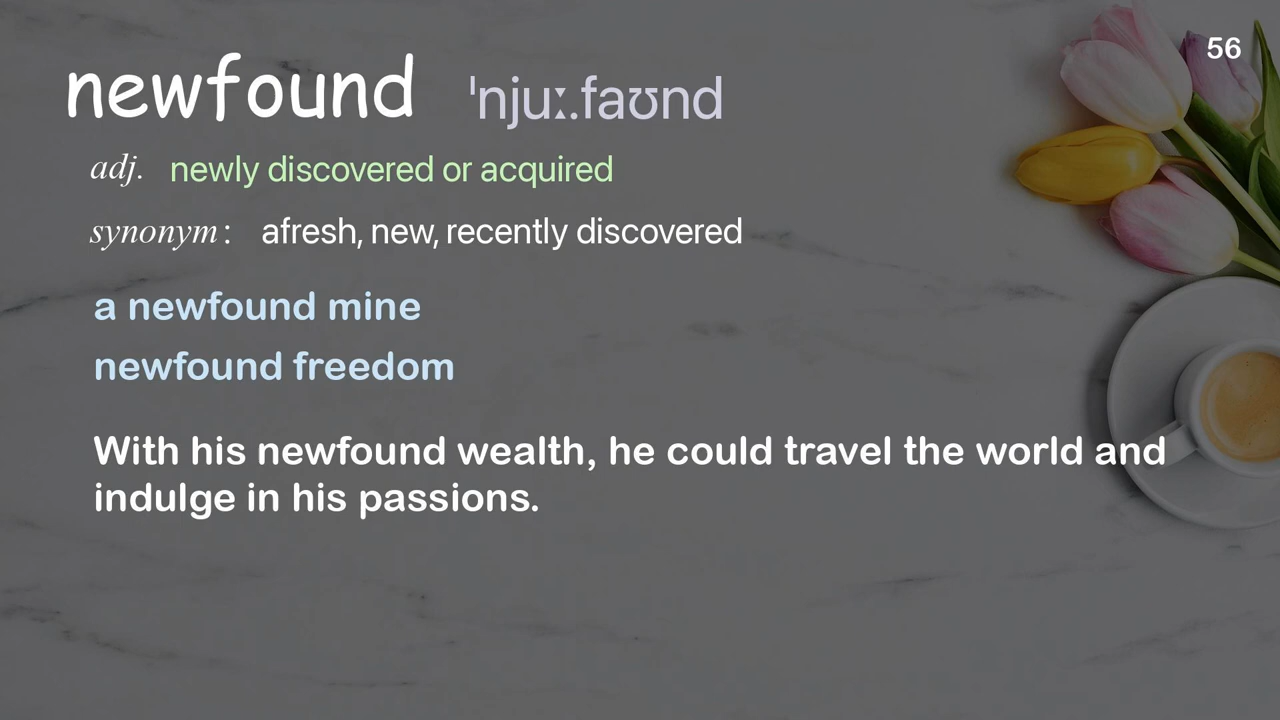 56
newfound ˈnjuː.faʊnd
adj. newly discovered or acquired
synonym: afresh, new, recently discovered
a newfound mine
newfound freedom
With his newfound wealth, he could travel the world and
indulge in his passions.